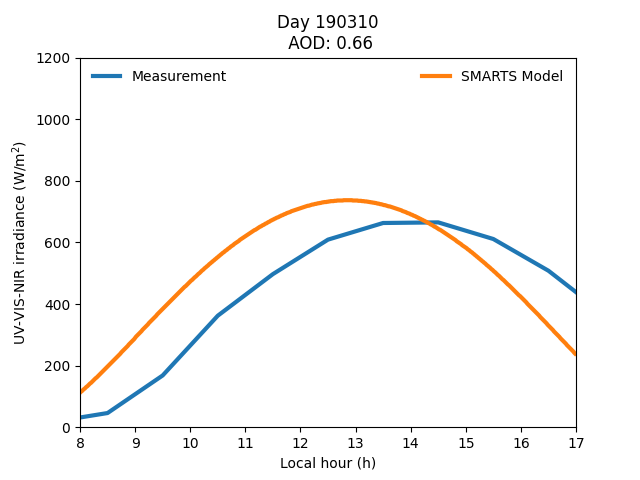 Day 190310
AOD: 0.66
Measurement
SMARTS Model
UV-VIS-NIR irradiance (W/m²)
1200
1000
800
600
400
200
0
8 9 10 11 12 13 14 15 16 17
Local hour (h)